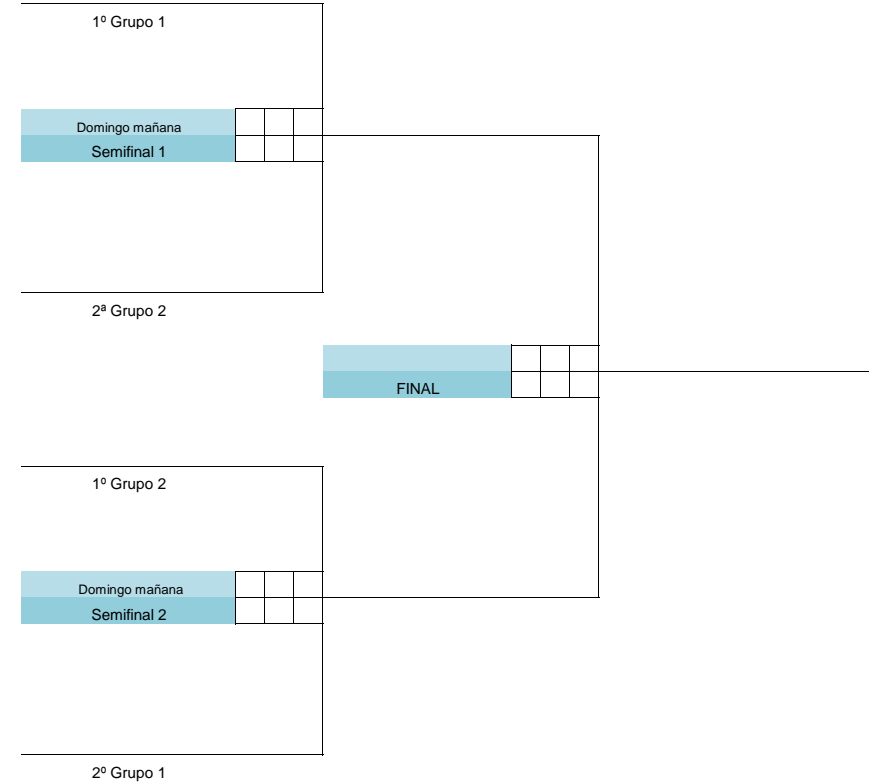 1º Grupo 1
Domingo mañana
Semifinal 1
2ª Grupo 2
FINAL
1º Grupo 2
Domingo mañana
Semifinal 2
2º Grupo 1